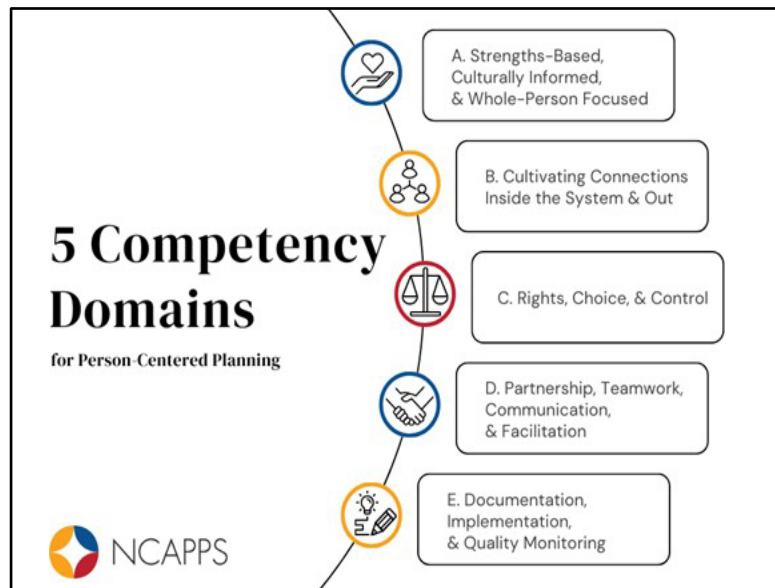 5 Competency
Domains
for Person-Centered Planning
A. Strengths-Based,
Culturally Informed,
& Whole-Person Focused
B. Cultivating Connections
Inside the System & Out
C. Rights, Choice, & Control
D. Partnership, Teamwork,
Communication,
& Facilitation
E. Documentation,
Implementation,
& Quality Monitoring
NCAPPS